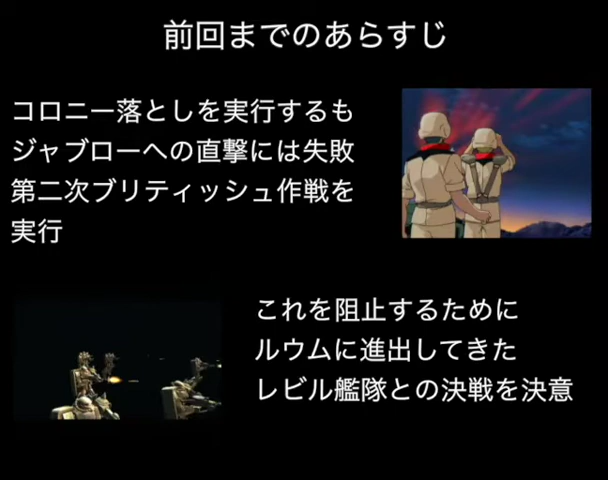 前回までのあらすじ
コロニー落としを実行するも
ジャブローへの直撃には失敗
第二次ブリティッシュ作戦を
実行
これを阻止するために
ルウムに進出してきた
レビル艦隊との決戦を決意